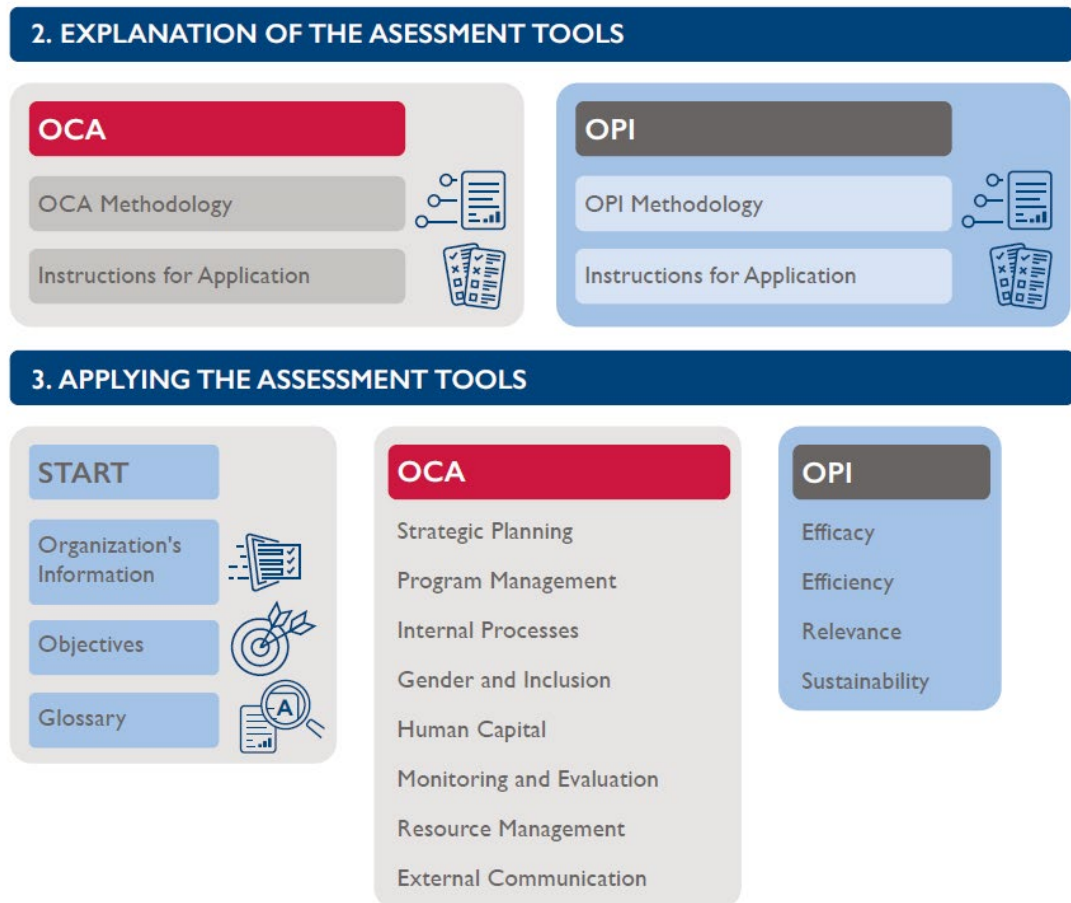 2. EXPLANATION OF THE ASESSMENT TOOLS
OCA
OCA Methodology
Instructions for Application
OPI
OPI Methodology
Instructions for Application
3. APPLYING THE ASSESSMENT TOOLS
START
Organization's
Information
Objectives
Glossary
A
OCA
Strategic Planning
Program Management
Internal Processes
Gender and Inclusion
Human Capital
Monitoring and Evaluation
Resource Management
External Communication
OPI
Efficacy
Efficiency
Relevance
Sustainability